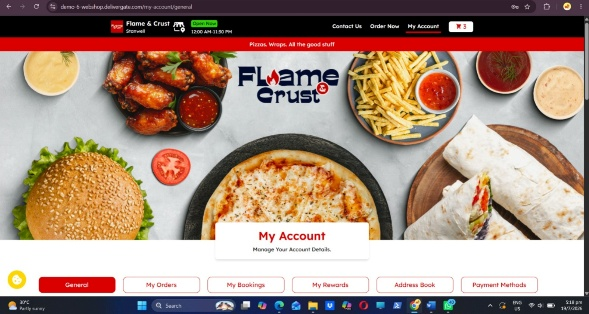 demo-6-webshop.delivergate.com/my-account/general
Flame & Crust
Stanwell
Open Now
12:00 AM-11:50 PM
Contact Us
Order Now
My Account
3
Pizzas. Wraps. All the good stuff
Flame
&
Crust
My Account
Manage Your Account Details.
General
My Orders
My Bookings
My Rewards
Address Book
Payment Methods
30°C
Partly sunny
Search
ENG
US
5:18 pm
19/7/2026